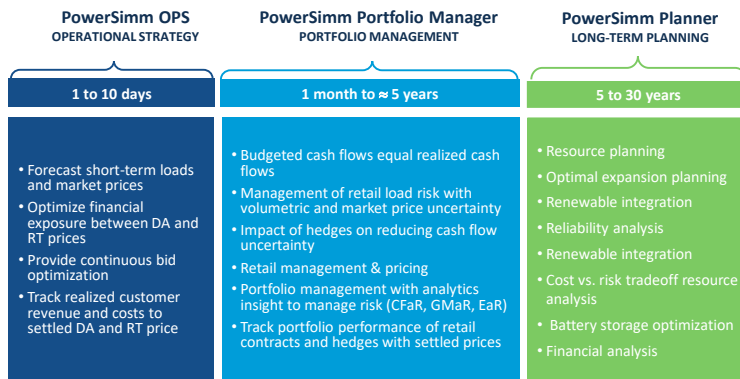 PowerSimm OPS
OPERATIONAL STRATEGY
1 to 10 days
• Forecast short-term loads
and market prices
• Optimize financial
exposure between DA and
RT prices
• Provide continuous bid
optimization
• Track realized customer
revenue and costs to
settled DA and RT price
PowerSimm Portfolio Manager
PORTFOLIO MANAGEMENT
1 month to ≈ 5 years
• Budgeted cash flows equal realized cash
flows
• Management of retail load risk with
volumetric and market price uncertainty
• Impact of hedges on reducing cash flow
uncertainty
• Retail management & pricing
• Portfolio management with analytics
insight to manage risk (CFaR, GMaR, EaR)
• Track portfolio performance of retail
contracts and hedges with settled prices
PowerSimm Planner
LONG-TERM PLANNING
5 to 30 years
• Resource planning
• Optimal expansion planning
• Renewable integration
• Reliability analysis
• Renewable integration
• Cost vs. risk tradeoff resource
analysis
• Battery storage optimization
• Financial analysis